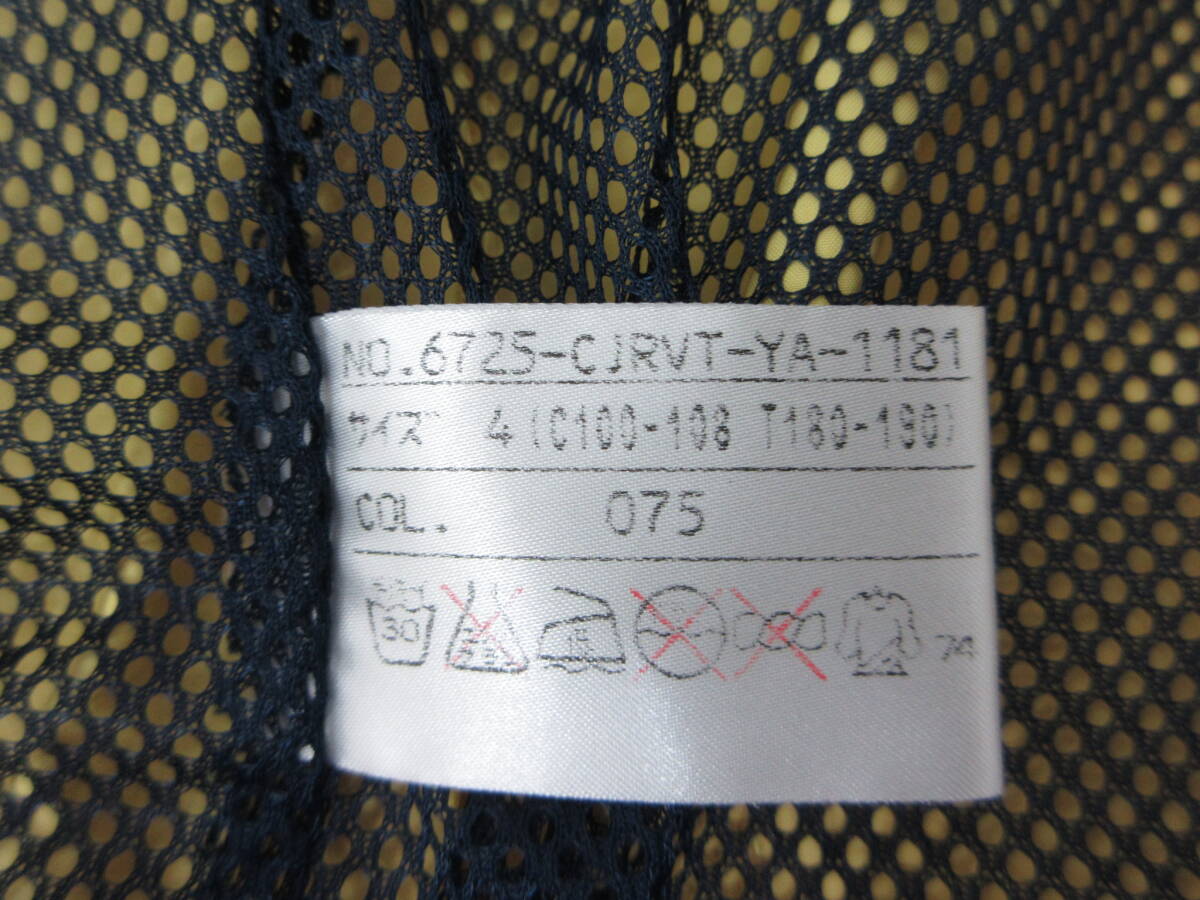 NO.6725-CJRVT-YA-1181
サイズ 4(C100-108 T180-190)
COL. 075
30